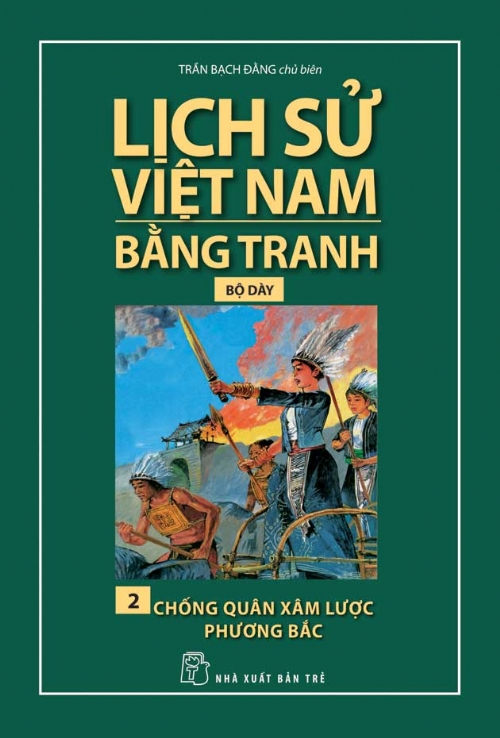 TRẦN BẠCH ĐẰNG chủ biên
LỊCH SỬ
VIỆT NAM
BẰNG TRANH
BỘ DÀY
2 CHỐNG QUÂN XÂM LƯỢC
PHƯƠNG BẮC
NHÀ XUẤT BẢN TRẺ